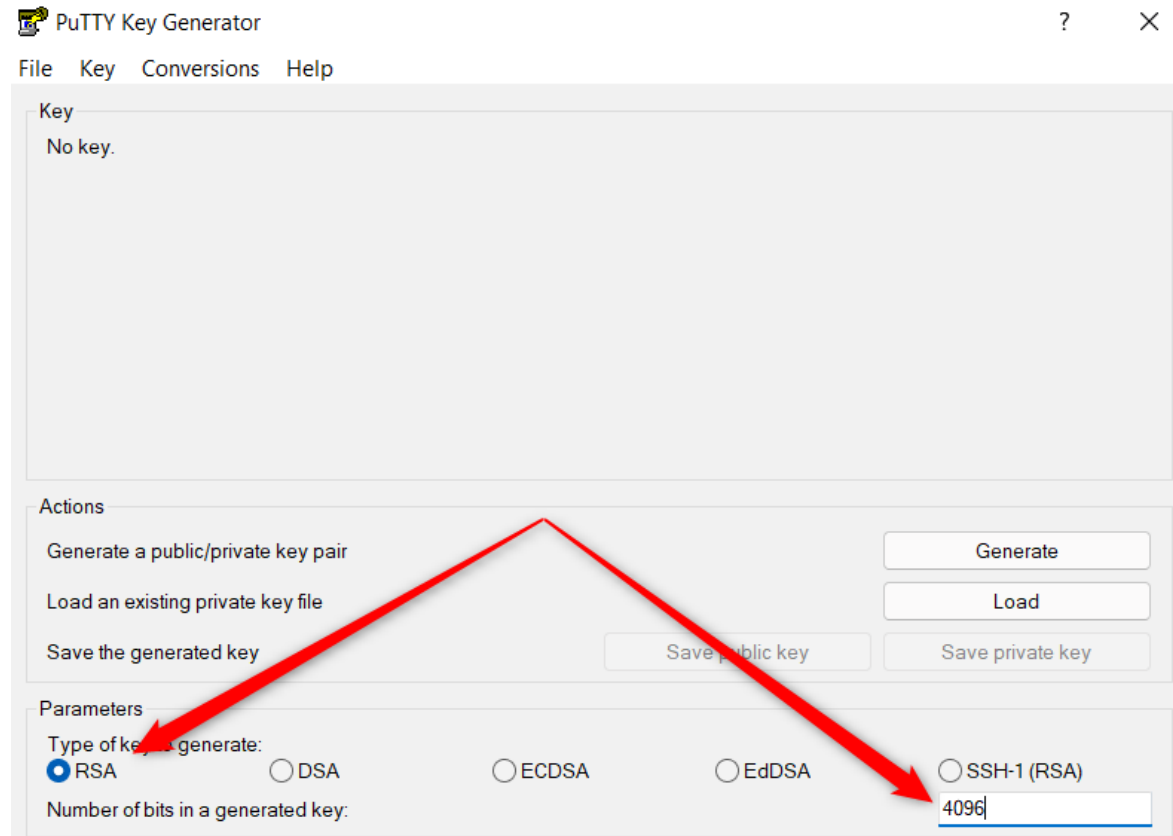 PuTTY Key Generator ?
File Key Conversions Help
Key
No key.
Actions
Generate a public/private key pair Generate
Load an existing private key file Load
Save the generated key Save public key Save private key
Parameters
Type of key to generate:
RSA DSA ECDSA EdDSA SSH-1 (RSA)
Number of bits in a generated key: 4096